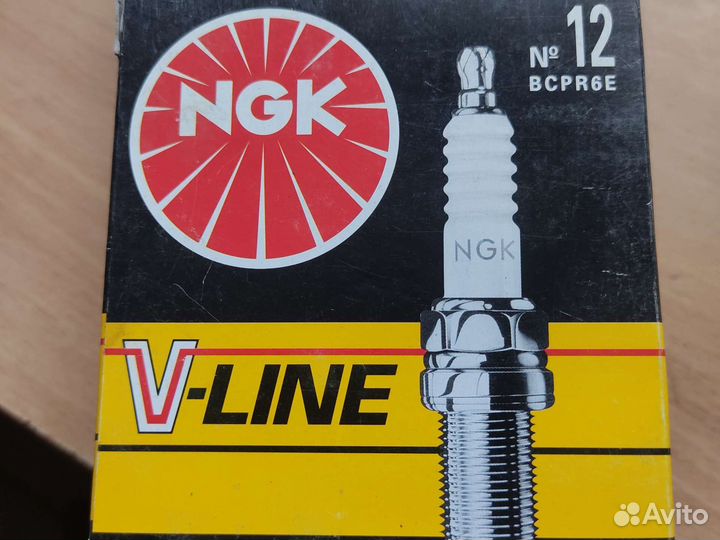 NGK
№ 12
BCPR6E
NGK
V-LINE
Avito